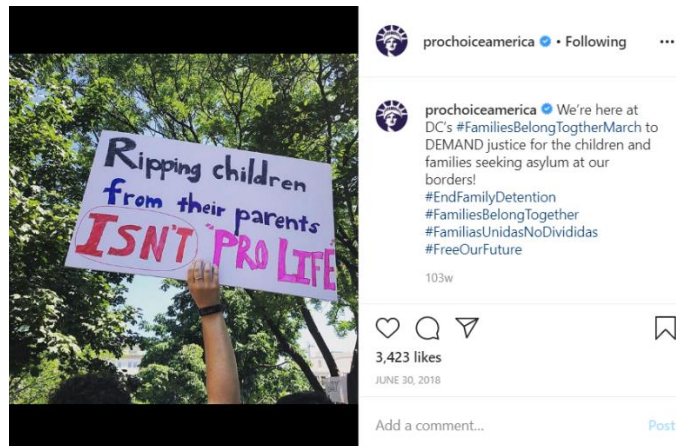 Ripping children
from their parents
ISN'T "PRO LIFE"
prochoiceamerica • Following
prochoiceamerica We're here at
DC's #FamiliesBelongTogtherMarch to
DEMAND justice for the children and
families seeking asylum at our
borders!
#EndFamilyDetention
#FamiliesBelongTogether
#FamiliasUnidasNoDivididas
#FreeOurFuture
103w
3,423 likes
JUNE 30, 2018
Add a comment...
Post